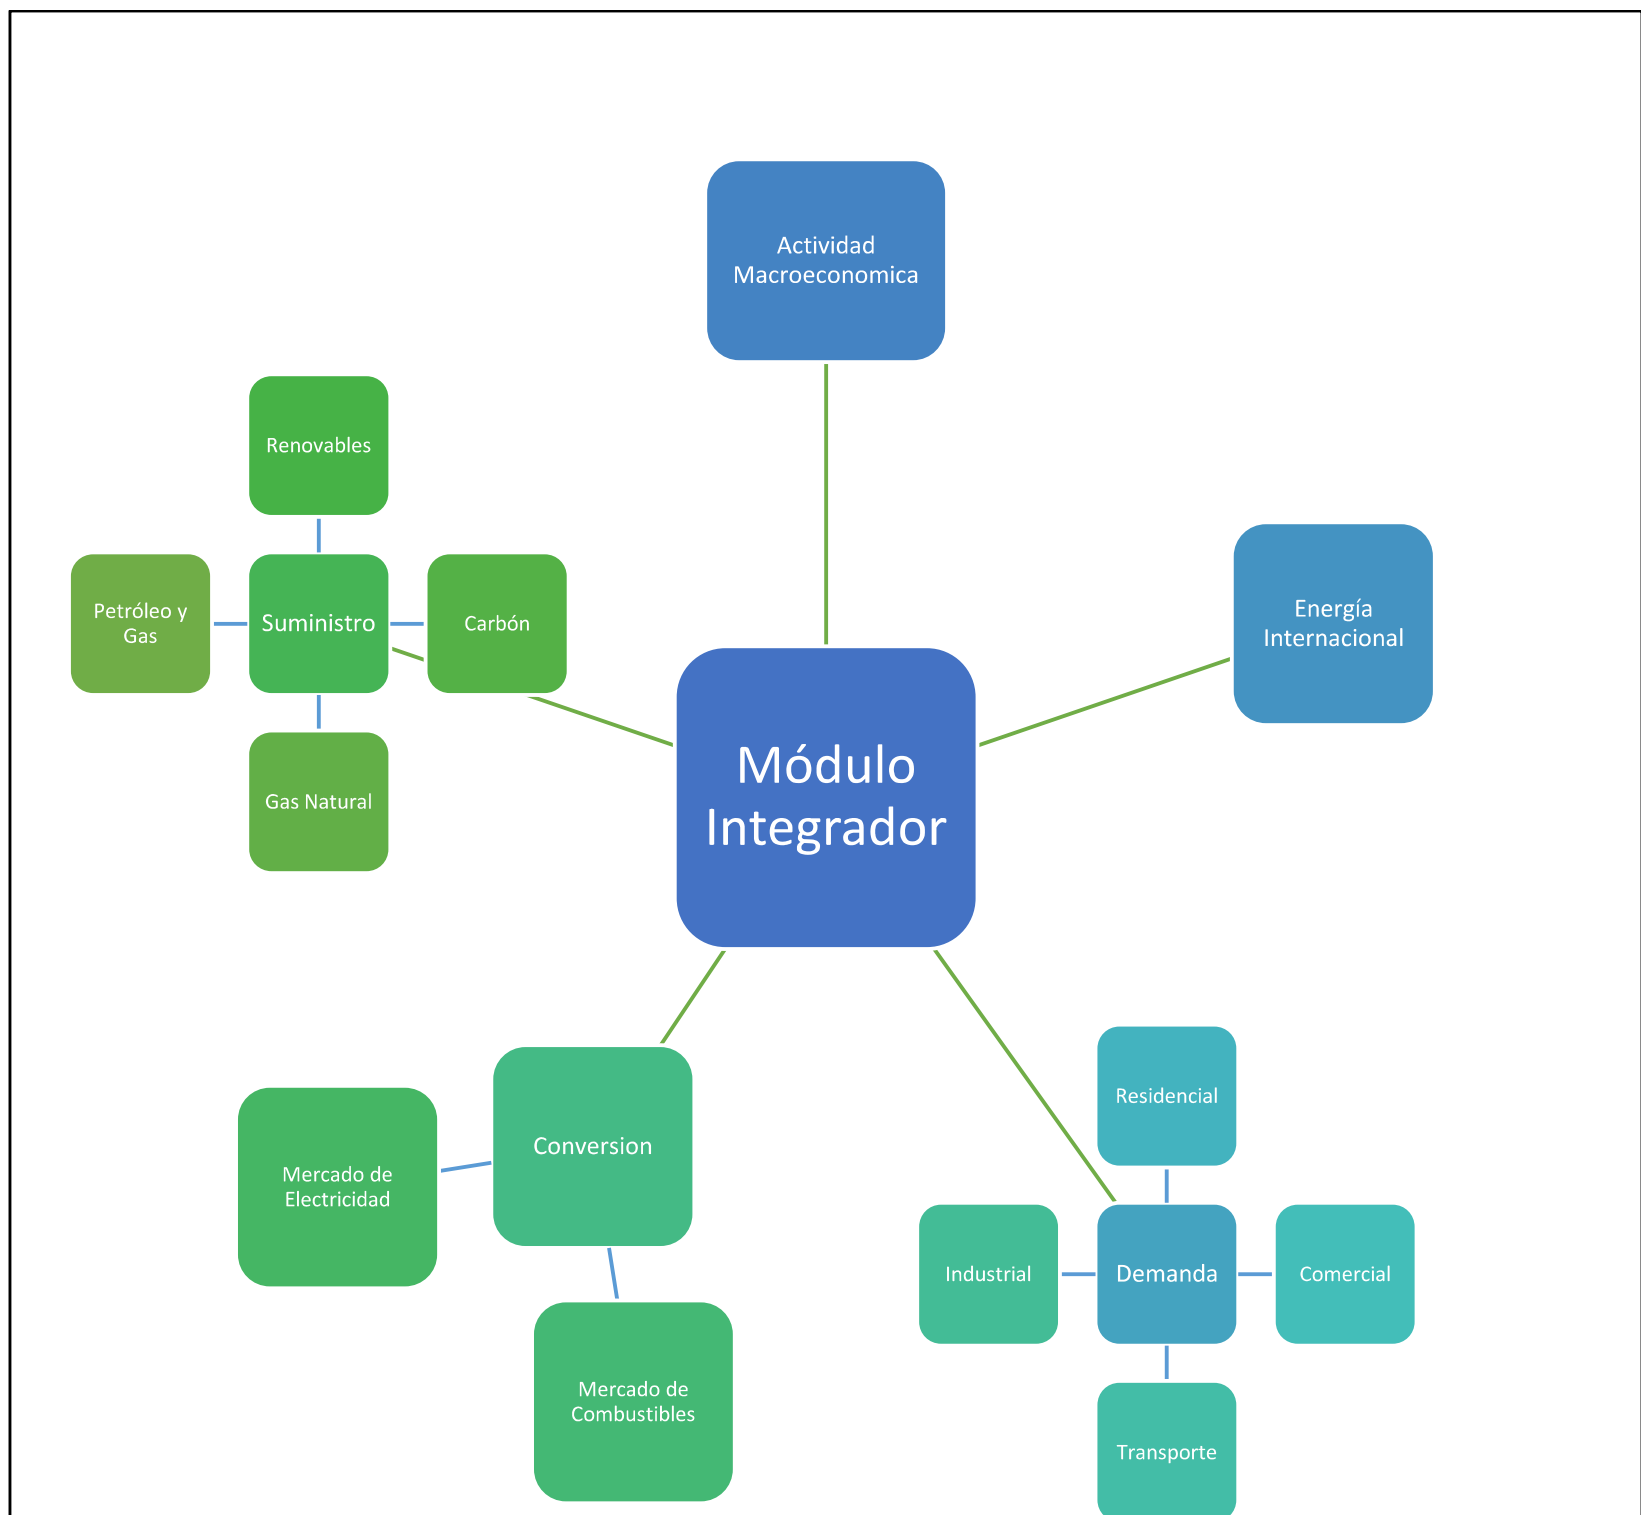 Actividad
Macroeconomica
Renovables
Petróleo y
Gas
Suministro
Carbón
Energía
Internacional
Gas Natural
Módulo
Integrador
Residencial
Conversion
Mercado de
Electricidad
Industrial
Demanda
Comercial
Mercado de
Combustibles
Transporte